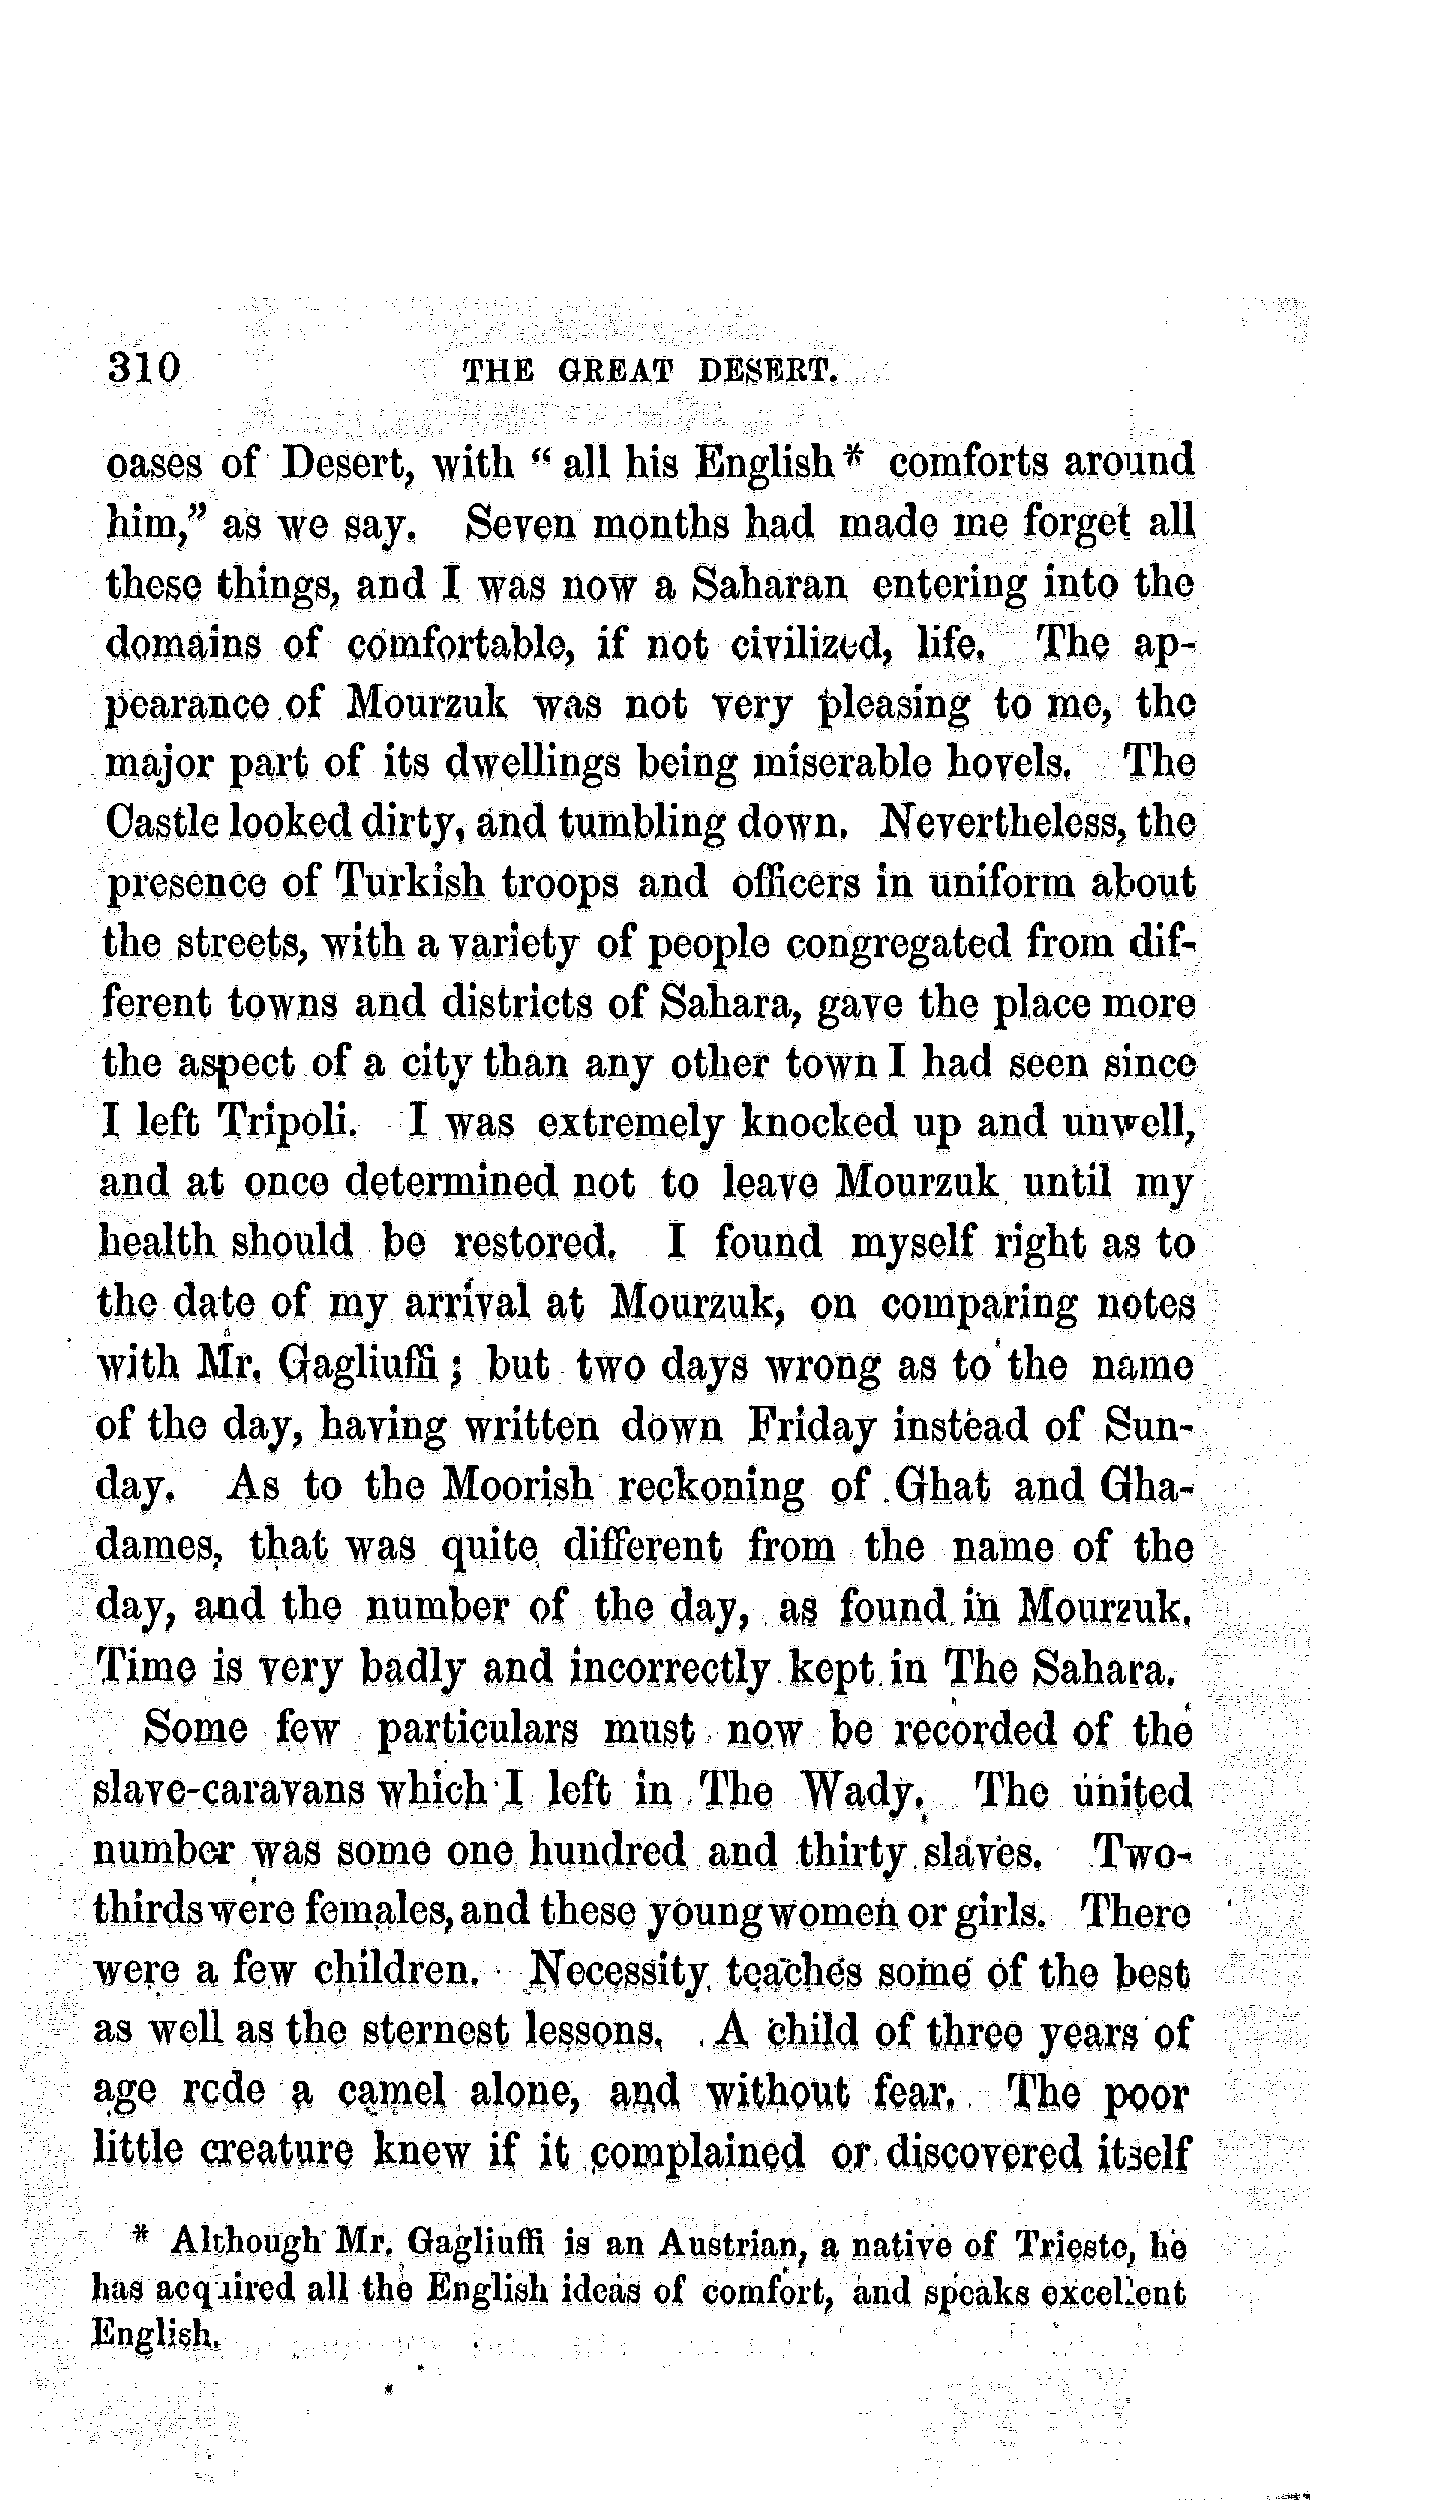 310 THE GREAT DESERT.
oases of Desert, with “ all his English * comforts around
him,” as we say. Seven months had made me forget all
these things, and I was now a Saharan entering into the
domains of comfortable, if not civilized, life. The ap-
pearance of Mourzuk was not very pleasing to me, the
major part of its dwellings being miserable hovels. The
Castle looked dirty, and tumbling down. Nevertheless, the
presence of Turkish troops and officers in uniform about
the streets, with a variety of people congregated from dif-
ferent towns and districts of Sahara, gave the place more
the aspect of a city than any other town I had seen since
I left Tripoli. I was extremely knocked up and unwell,
and at once determined not to leave Mourzuk until my
health should be restored. I found myself right as to
the date of my arrival at Mourzuk, on comparing notes
with Mr. Gagliuffi ; but two days wrong as to the name
of the day, having written down Friday instead of Sun-
day. As to the Moorish reckoning of Ghat and Gha-
dames, that was quite different from the name of the
day, and the number of the day, as found in Mourzuk.
Time is very badly and incorrectly kept in The Sahara.
Some few particulars must now be recorded of the
slave-caravans which I left in The Wady. The united
number was some one hundred and thirty slaves. Two-
thirds were females, and these young women or girls. There
were a few children. Necessity teaches some of the best
as well as the sternest lessons. A child of three years of
age rode a camel alone, and without fear. The poor
little creature knew if it complained or discovered itself
* Although Mr. Gagliuffi is an Austrian, a native of Trieste, he
has acquired all the English ideas of comfort, and speaks excellent
English.